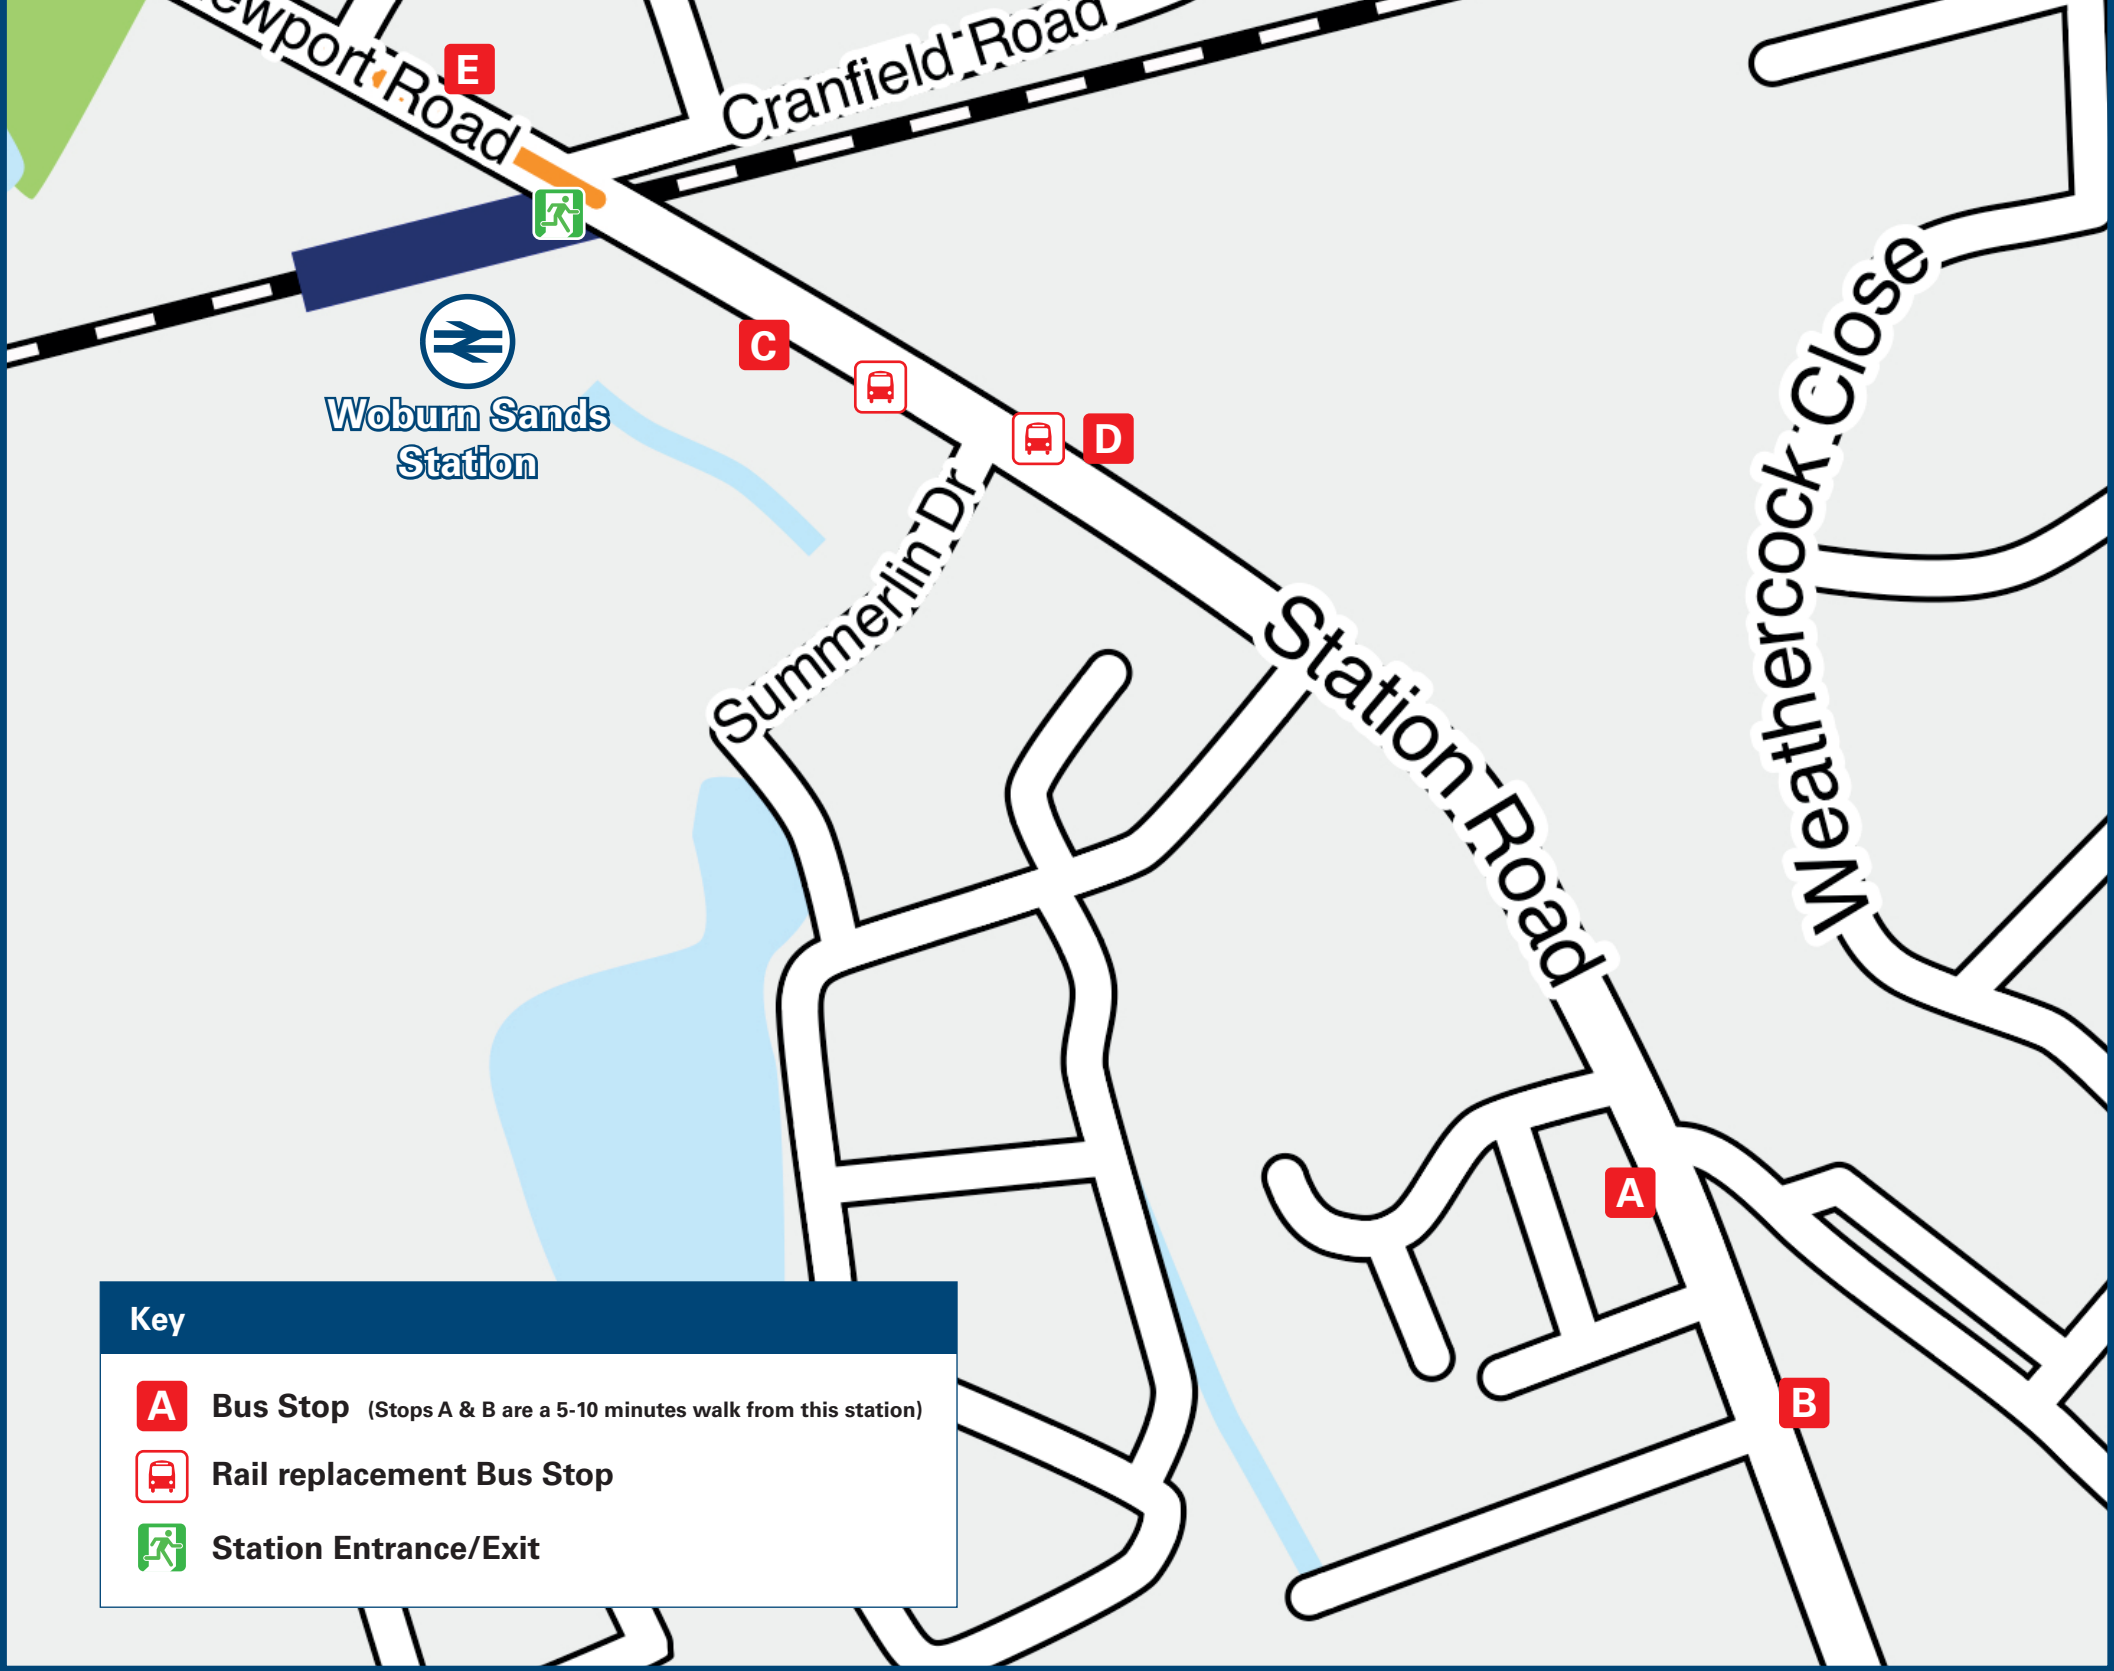 ewport Road
E
Cranfield Road
C
D
Woburn Sands
Station
Summerlin Dr
Station Road
Weathercock Close
A
B
Key
A Bus Stop (Stops A & B are a 5-10 minutes walk from this station)
Rail replacement Bus Stop
Station Entrance/Exit